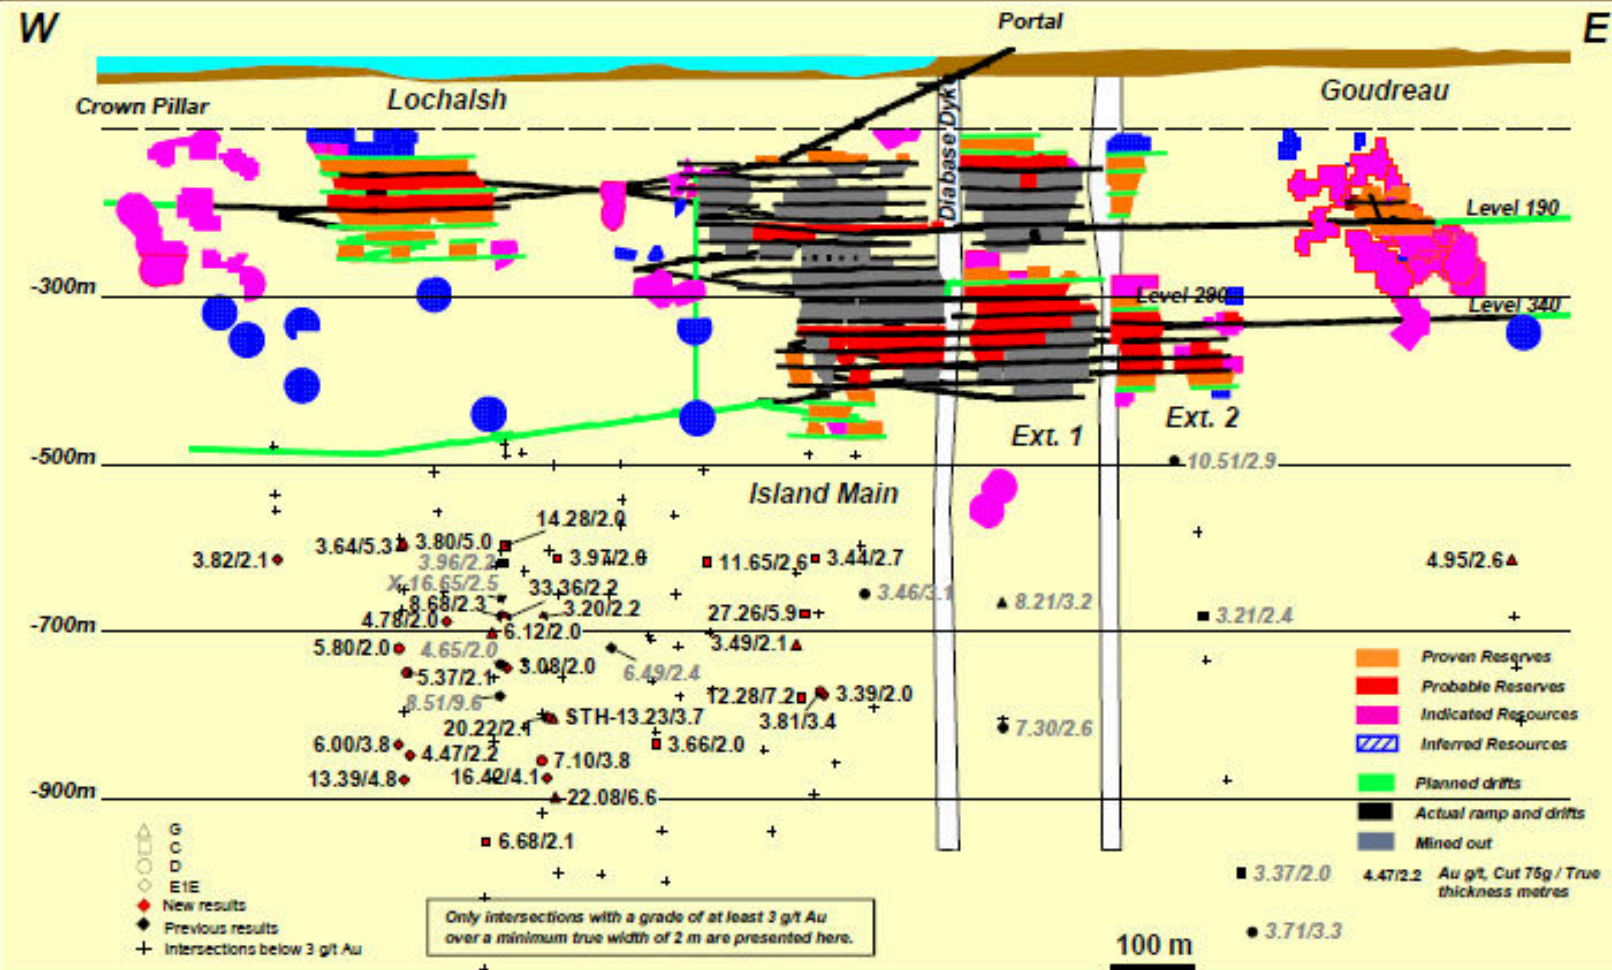 W
Portal
E
Crown Pillar
Lochalsh
Goudreau
Diabase Dyke
Level 190
-300m
Level 290
Level 340
Ext. 1
Ext. 2
-500m
10.51/2.9
Island Main
14.28/2.0
3.82/2.1
3.64/5.3
3.80/5.0
3.96/2.2
3.97/2.6
11.65/2.6
3.44/2.7
4.95/2.6
X-16.65/2.5
33.36/2.2
3.46/3.1
8.21/3.2
8.68/2.3
3.20/2.2
27.26/5.9
3.21/2.4
4.78/2.0
-700m
6.12/2.0
5.80/2.0
4.65/2.0
3.49/2.1
Proven Reserves
3.08/2.0
6.49/2.4
5.37/2.1
Probable Reserves
8.51/9.6
12.28/7.2
3.39/2.0
Indicated Resources
STH-13.23/3.7
3.81/3.4
20.22/2.1
7.30/2.6
6.00/3.8
3.66/2.0
Inferred Resources
4.47/2.2
7.10/3.8
13.39/4.8
16.42/4.1
Planned drifts
-900m
22.08/6.6
Actual ramp and drifts
G
6.68/2.1
Mined out
C
D
3.37/2.0
4.47/2.2 Au g/t, Cut 75g / True
thickness metres
E1E
New results
Only intersections with a grade of at least 3 g/t Au
over a minimum true width of 2 m are presented here.
Previous results
3.71/3.3
Intersections below 3 g/t Au
100 m